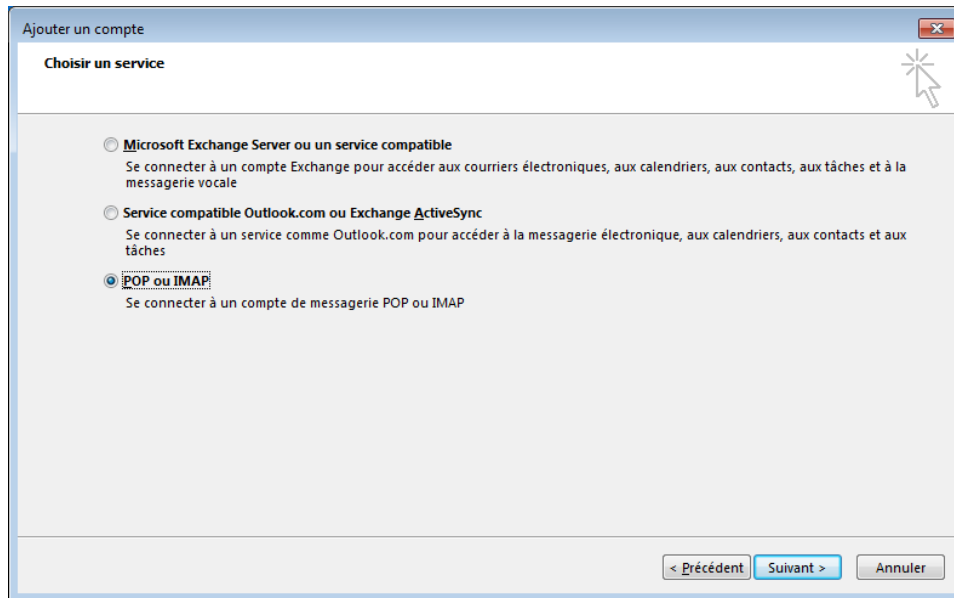 Ajouter un compte
Choisir un service
Microsoft Exchange Server ou un service compatible
Se connecter à un compte Exchange pour accéder aux courriers électroniques, aux calendriers, aux contacts, aux tâches et à la
messagerie vocale
Service compatible Outlook.com ou Exchange ActiveSync
Se connecter à un service comme Outlook.com pour accéder à la messagerie électronique, aux calendriers, aux contacts et aux
tâches
POP ou IMAP
Se connecter à un compte de messagerie POP ou IMAP
< Précédent Suivant > Annuler